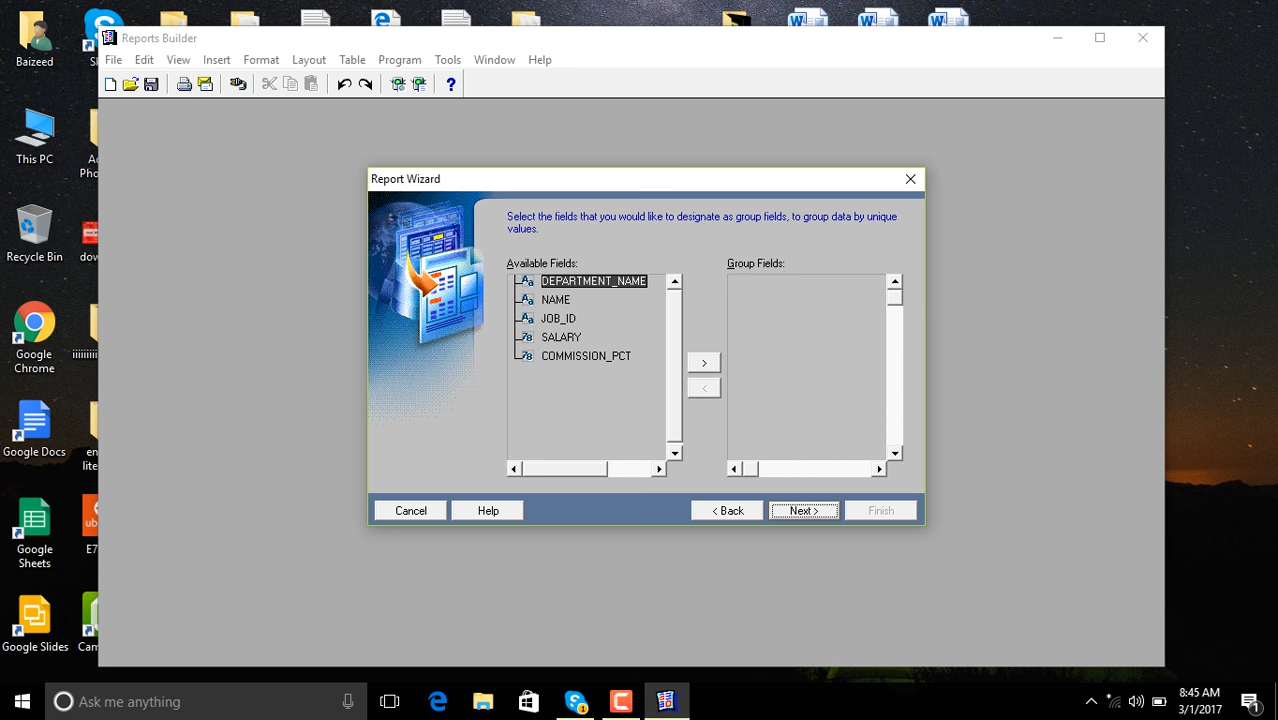 Reports Builder
File Edit View Insert Format Layout Table Program Tools Window Help
Baizeed
This PC
Recycle Bin
Google
Chrome
Google Docs
Google
Sheets
Google Slides
Report Wizard
Select the fields that you would like to designate as group fields, to group data by unique
values.
Available Fields:
Group Fields:
DEPARTMENT_NAME
NAME
JOB_ID
SALARY
COMMISSION_PCT
>
<
Cancel
Help
< Back
Next >
Finish
Ask me anything
8:45 AM
3/1/2017